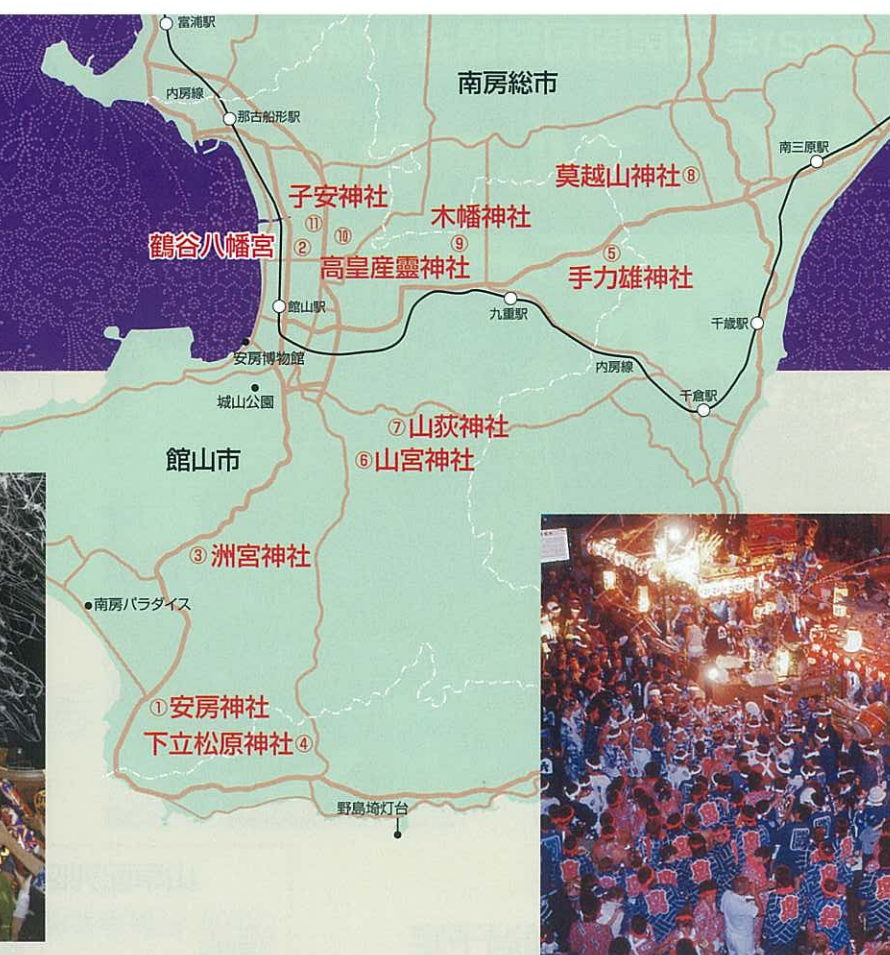 富浦駅
南房総市
内房線
那古船形駅
南三原駅
莫越山神社⑧
子安神社
木幡神社
⑪
⑩
鶴谷八幡宮
②
⑨
⑤
高皇産靈神社
手力雄神社
館山駅
九重駅
千歳駅
安房博物館
内房線
城山公園
千倉駅
⑦山荻神社
館山市
⑥山宮神社
③洲宮神社
南房パラダイス
①安房神社
下立松原神社④
野島埼灯台